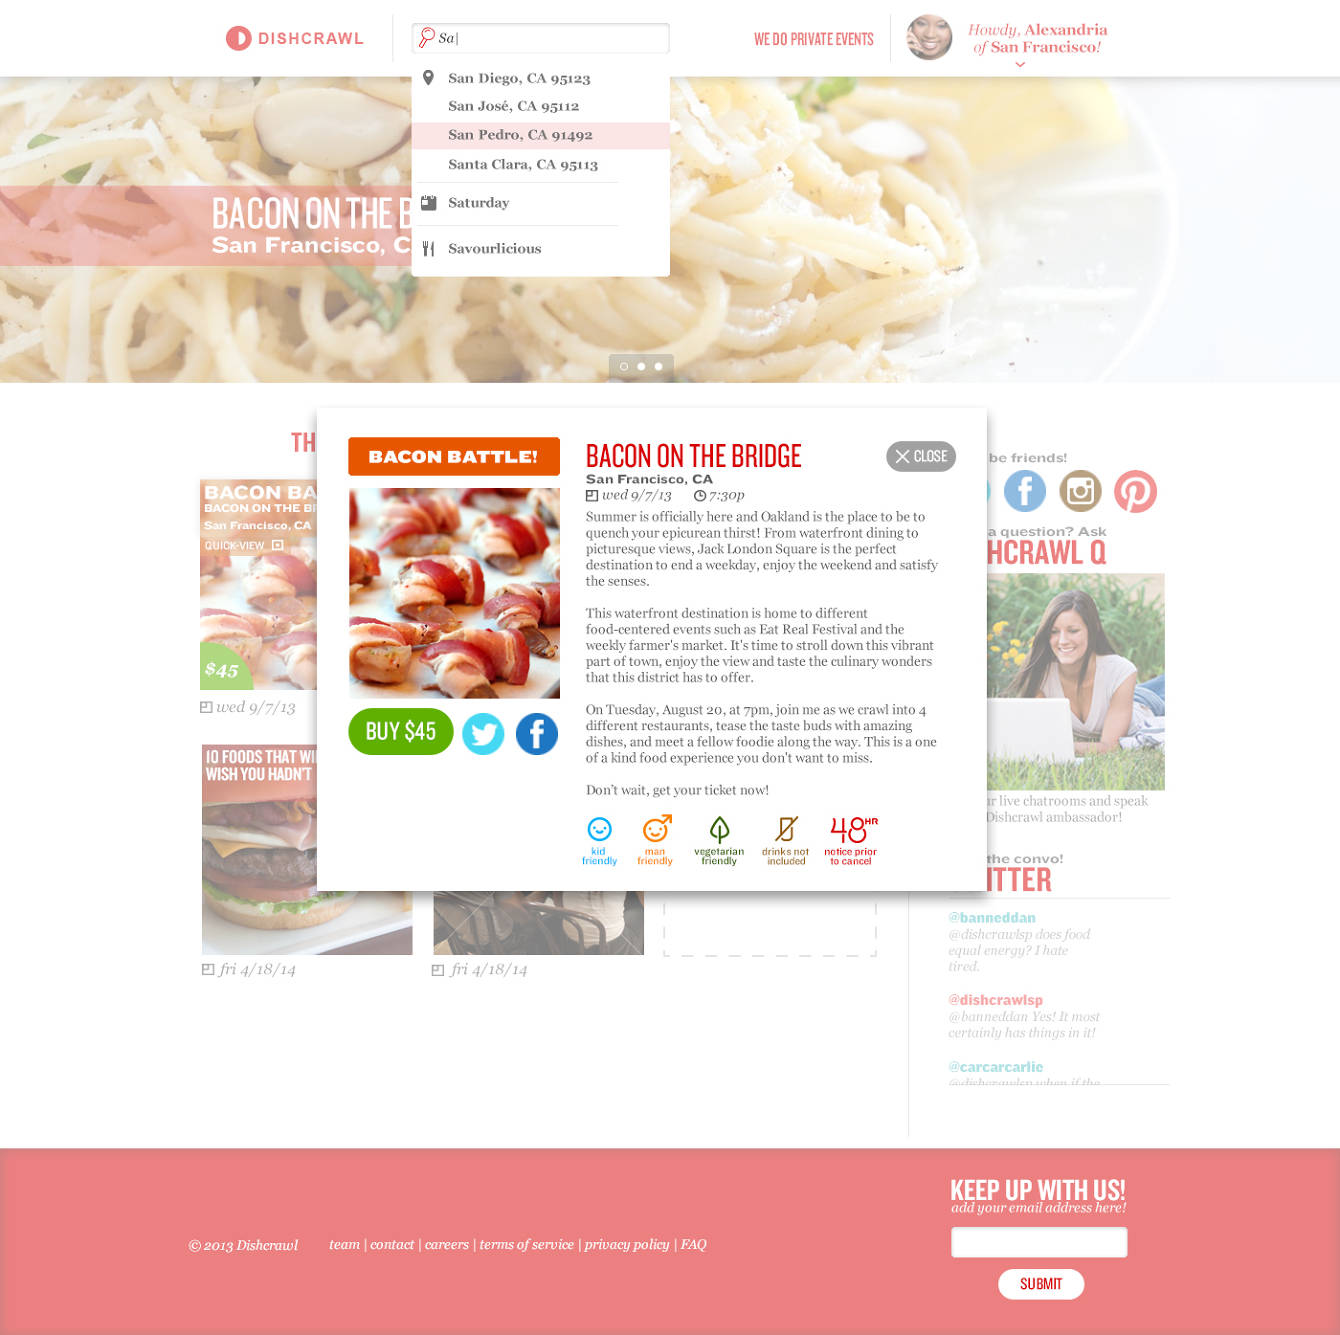 DISHCRAWL
Sa|
WE DO PRIVATE EVENTS
Howdy, Alexandria
of San Francisco!
San Diego, CA 95123
San José, CA 95112
San Pedro, CA 91492
Santa Clara, CA 95113
Saturday
Savourlicious
BACON ON THE B
San Francisco, C
TH
BACON BA
BACON ON THE BR
San Francisco, CA
QUICK-VIEW
$45
wed 9/7/13
10 FOODS THAT WI
WISH YOU HADN'T
fri 4/18/14
fri 4/18/14
BACON BATTLE!
BUY $45
BACON ON THE BRIDGE
CLOSE
San Francisco, CA
wed 9/7/13 7:30p
Summer is officially here and Oakland is the place to be to
quench your epicurean thirst! From waterfront dining to
picturesque views, Jack London Square is the perfect
destination to end a weekday, enjoy the weekend and satisfy
the senses.
This waterfront destination is home to different
food-centered events such as Eat Real Festival and the
weekly farmer's market. It's time to stroll down this vibrant
part of town, enjoy the view and taste the culinary wonders
that this district has to offer.
On Tuesday, August 20, at 7pm, join me as we crawl into 4
different restaurants, tease the taste buds with amazing
dishes, and meet a fellow foodie along the way. This is a one
of a kind food experience you don't want to miss.
Don't wait, get your ticket now!
kid
friendly
man
friendly
vegetarian
friendly
drinks not
included
48HR
notice prior
to cancel
be friends!
a question? Ask
HCRAWL Q
ur live chatrooms and speak
Dishcrawl ambassador!
the convo!
ITTER
@banneddan
@dishcrawlsp does food
equal energy? I hate
tired.
@dishcrawlsp
@banneddan Yes! It most
certainly has things in it!
@carcarcarlie
@dishcrawlsp when if the
© 2013 Dishcrawl
team | contact | careers | terms of service | privacy policy | FAQ
KEEP UP WITH US!
add your email address here!
SUBMIT